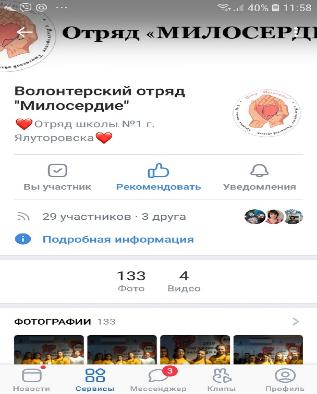 40% 11:58
Отряд «МИЛОСЕРДИ
Волонтерский отряд
"Милосердие"
❤️Отряд школы №1 г.
Ялуторовска❤️
Вы участник
Рекомендовать
Уведомления
29 участников · 3 друга
Подробная информация
133
4
Фото
Видео
ФОТОГРАФИИ 133
3
Новости
Сервисы
Мессенджер
Клипы
Профиль